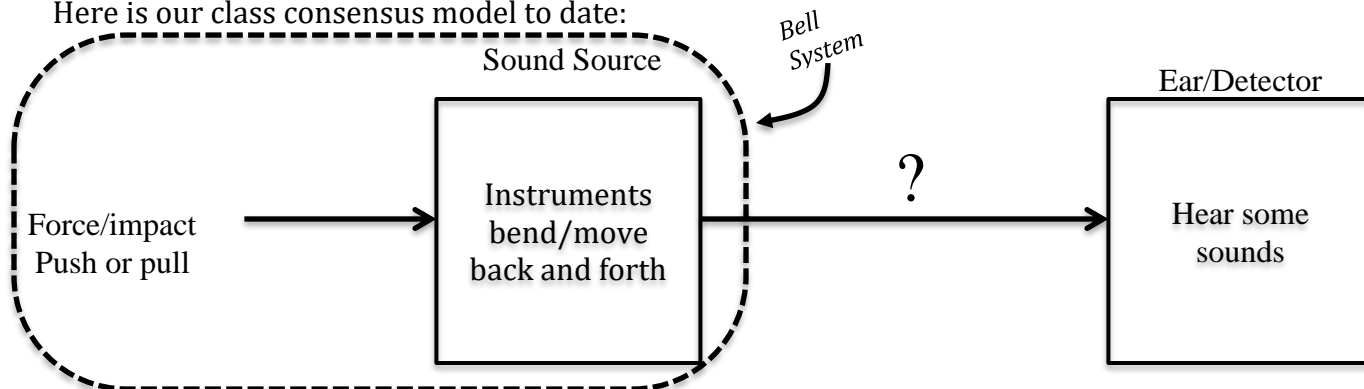 Here is our class consensus model to date:
Bell
System
Sound Source
Ear/Detector
?
Force/impact
Push or pull
Instruments
bend/move
back and forth
Hear some
sounds